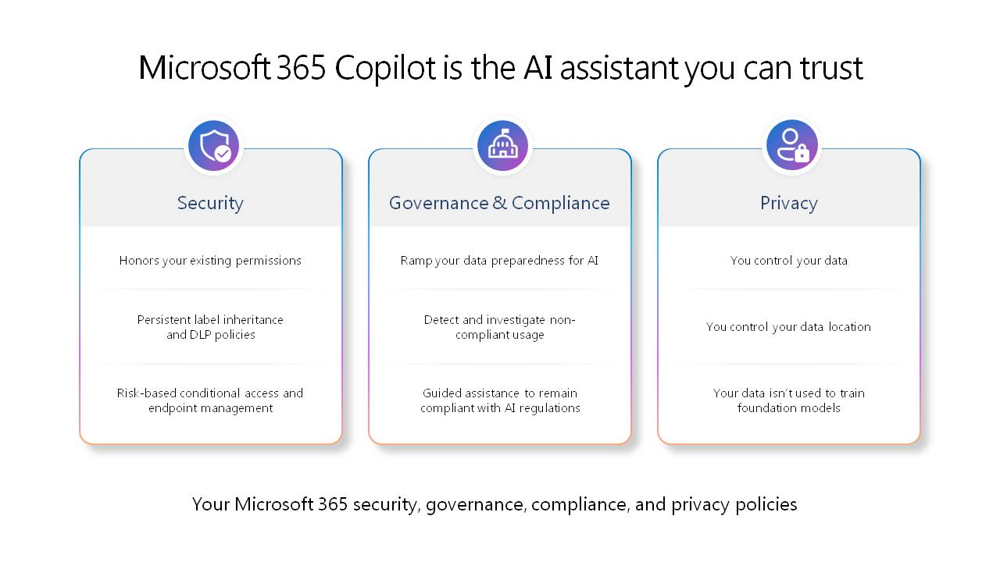 Microsoft 365 Copilot is the AI assistant you can trust
Security
Honors your existing permissions
Persistent label inheritance
and DLP policies
Risk-based conditional access and
endpoint management
Governance & Compliance
Ramp your data preparedness for AI
Detect and investigate non-
compliant usage
Guided assistance to remain
compliant with AI regulations
Privacy
You control your data
You control your data location
Your data isn't used to train
foundation models
Your Microsoft 365 security, governance, compliance, and privacy policies